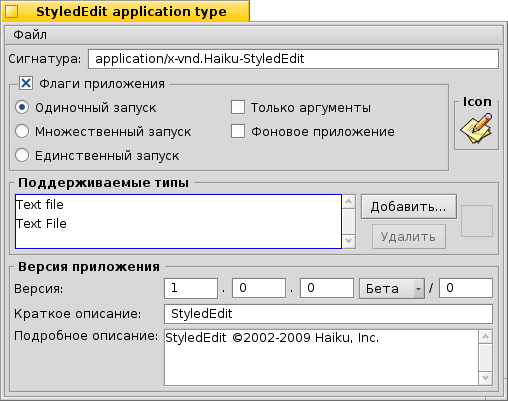 StyledEdit application type
Файл
Сигнатура: application/x-vnd.Haiku-StyledEdit
Флаги приложения
Одиночный запуск Только аргументы
Множественный запуск Фоновое приложение
Единственный запуск
Icon
Поддерживаемые типы
Text file
Text File
Добавить...
Удалить
Версия приложения
Версия: 1 . 0 . 0 Бета / 0
Краткое описание: StyledEdit
Подробное описание: StyledEdit ©2002-2009 Haiku, Inc.